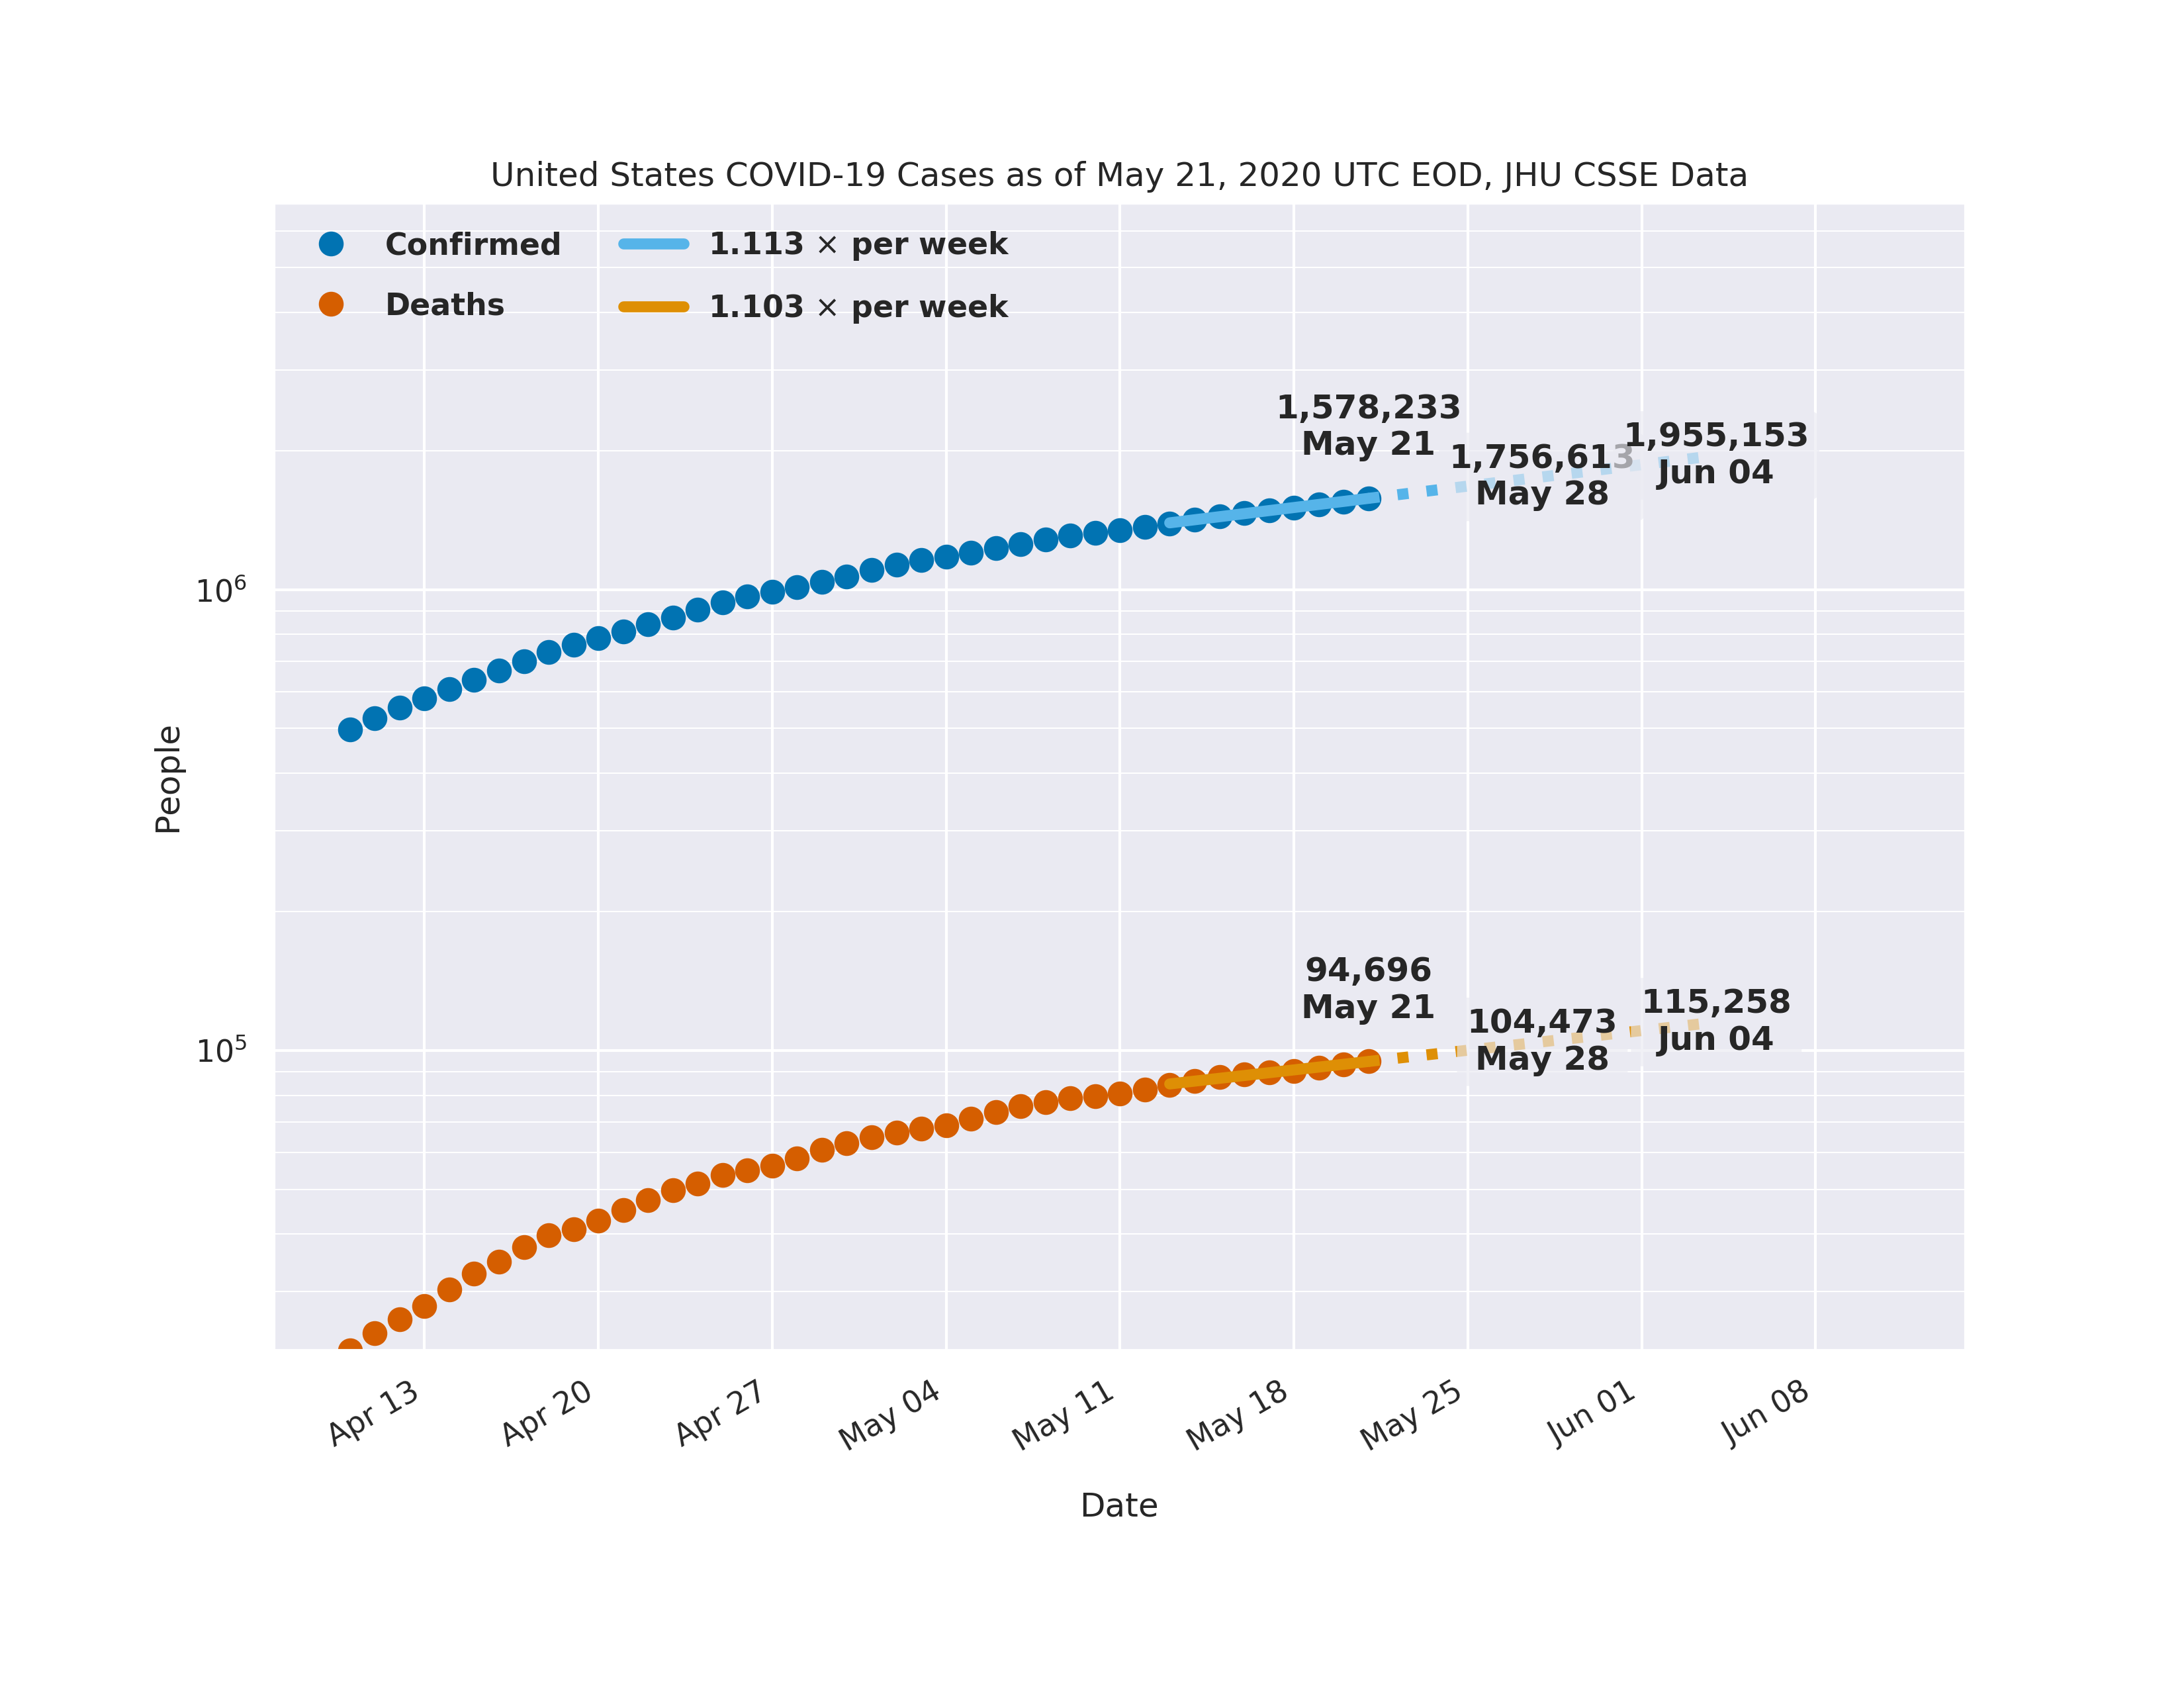 United States COVID-19 Cases as of May 21, 2020 UTC EOD, JHU CSSE Data
Confirmed
Deaths
1.113 × per week
1.103 × per week
1,578,233
May 21
1,756,613
May 28
1,955,153
Jun 04
94,696
May 21
104,473
May 28
115,258
Jun 04
People
10⁶
10⁵
Apr 13
Apr 20
Apr 27
May 04
May 11
May 18
May 25
Jun 01
Jun 08
Date